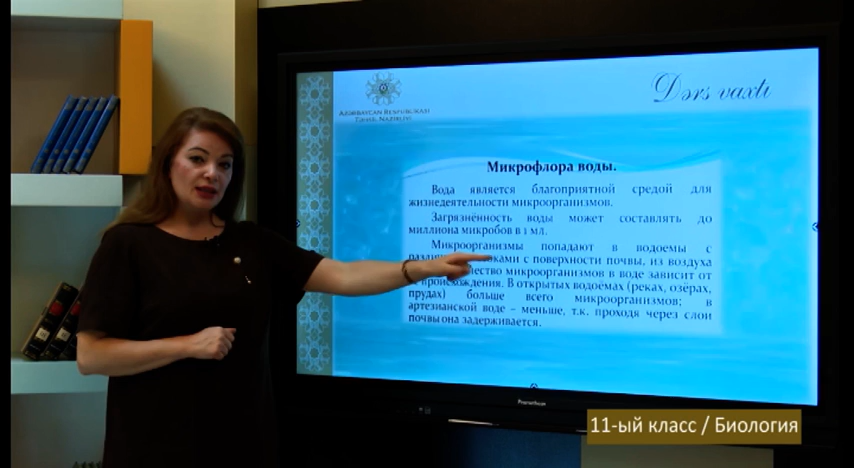 AZƏRBAYCAN RESPUBLİKASI
TƏHSİL NAZİRLİYİ
Dərs vaxtı
Микрофлора воды.
Вода является благоприятной средой для
жизнедеятельности микроорганизмов.
Загрязнённость воды может составлять до
миллиона микробов в 1 мл.
Микроорганизмы попадают в водоемы с
с поверхности почвы, из воздуха
микроорганизмов в воде зависит от
происхождения. В открытых водоёмах (реках, озёрах,
прудах) больше всего микроорганизмов; в
артезианской воде – меньше, т.к. проходя через слои
почвы она задерживается.
Promethean
11-ый класс / Биология